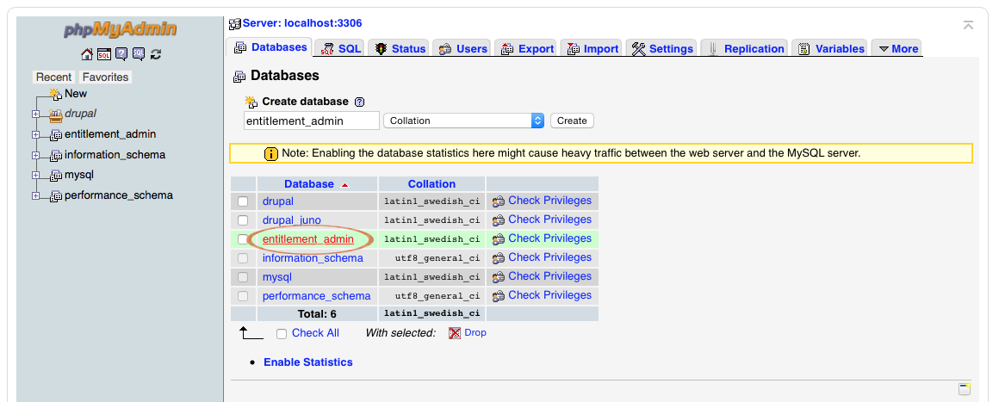 phpMyAdmin
Recent Favorites
New
drupal
entitlement_admin
information_schema
mysql
performance_schema
Server: localhost:3306
Databases SQL Status Users Export Import Settings Replication Variables More
Databases
Create database
entitlement_admin Collation Create
Note: Enabling the database statistics here might cause heavy traffic between the web server and the MySQL server.
Database Collation
drupal latin1_swedish_ci Check Privileges
drupal_juno latin1_swedish_ci Check Privileges
entitlement_admin latin1_swedish_ci Check Privileges
information_schema utf8_general_ci Check Privileges
mysql latin1_swedish_ci Check Privileges
performance_schema utf8_general_ci Check Privileges
Total: 6 latin1_swedish_ci
Check All With selected: Drop
Enable Statistics